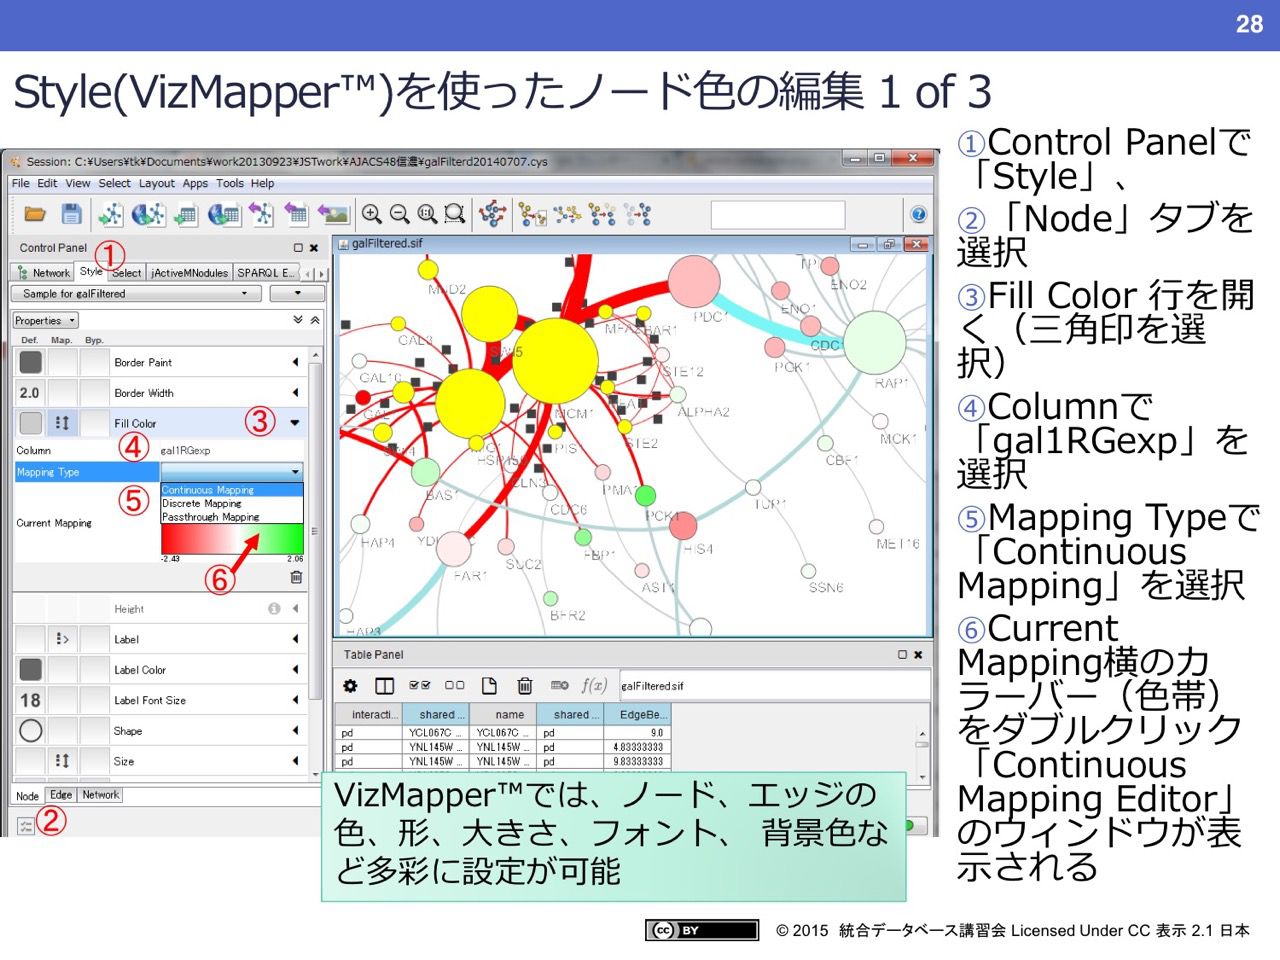 28
Style(VizMapper™)を使ったノード色の編集 1 of 3
Session: C:¥Users¥tk¥Documents¥work20130923¥JSTwork¥AJACS48信濃¥galFilterd20140707.cys
File Edit View Select Layout Apps Tools Help
Control Panel
①
Network Style Select jActiveMNodules SPARQL E...
Sample for galFiltered
Properties
Def. Map. Byp.
Border Paint
2.0 Border Width
Fill Color ③
Column ④ gal1RGexp
Mapping Type
Continuous Mapping
⑤ Discrete Mapping
Passthrough Mapping
Current Mapping
-2.43 2.06
⑥
Height
Label
Label Color
18 Label Font Size
Shape
Size
Node Edge Network
②
galFiltered.sif
MUD2
GAL3
GAL10
MFA2
BAR1
STE12
ALPHA2
MCM1
STE2
PIS
CLN3
CDC6
BAS1
PMA1
PCK1
HIS4
TUP1
CBF1
MCK1
MET16
SSN6
AST1
FBP1
BFR2
SUC2
FAR1
HAP4
HAP3
PDC1
ENO1
ENO2
CDC
PCK1
RAP1
Table Panel
f(x) galFiltered.sif
interacti... shared ... name shared ... EdgeBe...
pd YCL067C ... YCL067C ... pd 9.0
pd YNL145W ... YNL145W ... pd 4.83333333
pd YNL145W ... YNL145W ... pd 9.83333333
VizMapper™では、ノード、エッジの
色、形、大きさ、フォント、 背景色な
ど多彩に設定が可能
①Control Panelで
「Style」、
②「Node」タブを
選択
③Fill Color 行を開
く（三角印を選
択）
④Columnで
「gal1RGexp」を
選択
⑤Mapping Typeで
「Continuous
Mapping」を選択
⑥Current
Mapping横のカ
ラーバー（色帯）
をダブルクリック
「Continuous
Mapping Editor」
のウィンドウが表
示される
cc BY
© 2015 統合データベース講習会 Licensed Under CC 表示 2.1 日本